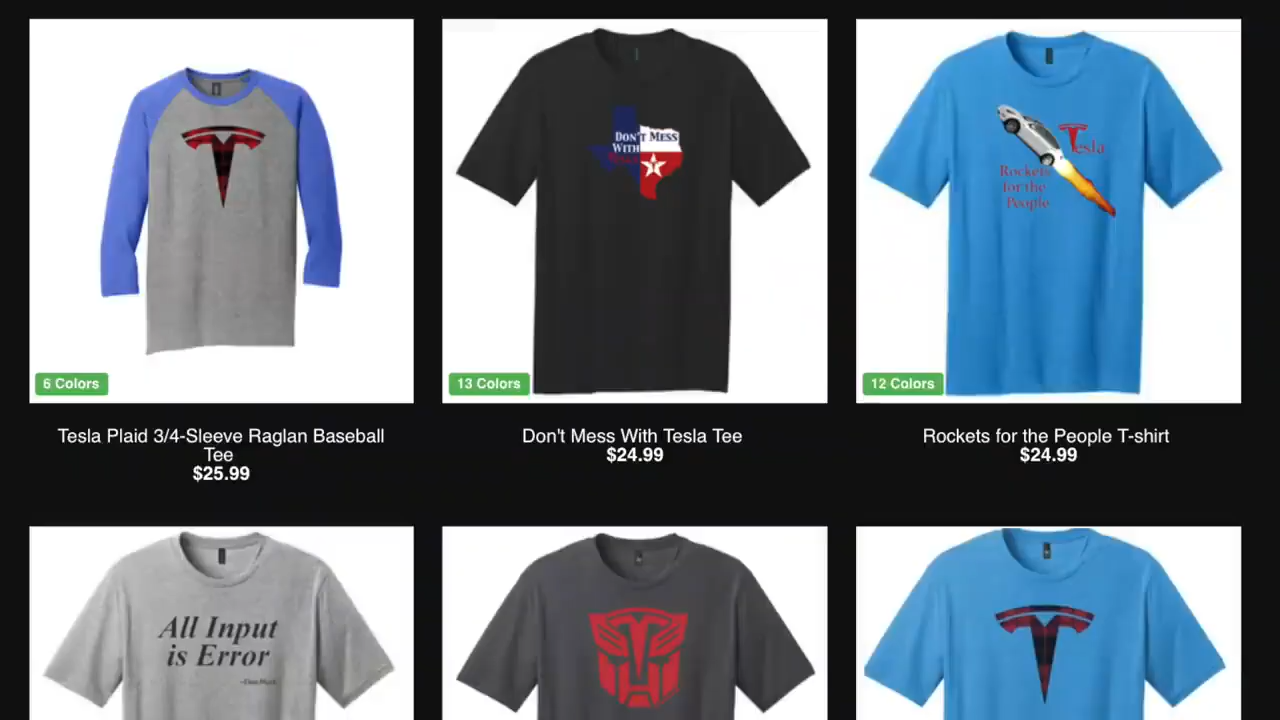 DON'T MESS
WITH
Tesla
Rockets
for the
People
6 Colors
13 Colors
12 Colors
Tesla Plaid 3/4-Sleeve Raglan Baseball
Tee
$25.99
Don't Mess With Tesla Tee
$24.99
Rockets for the People T-shirt
$24.99
All Input
is Error